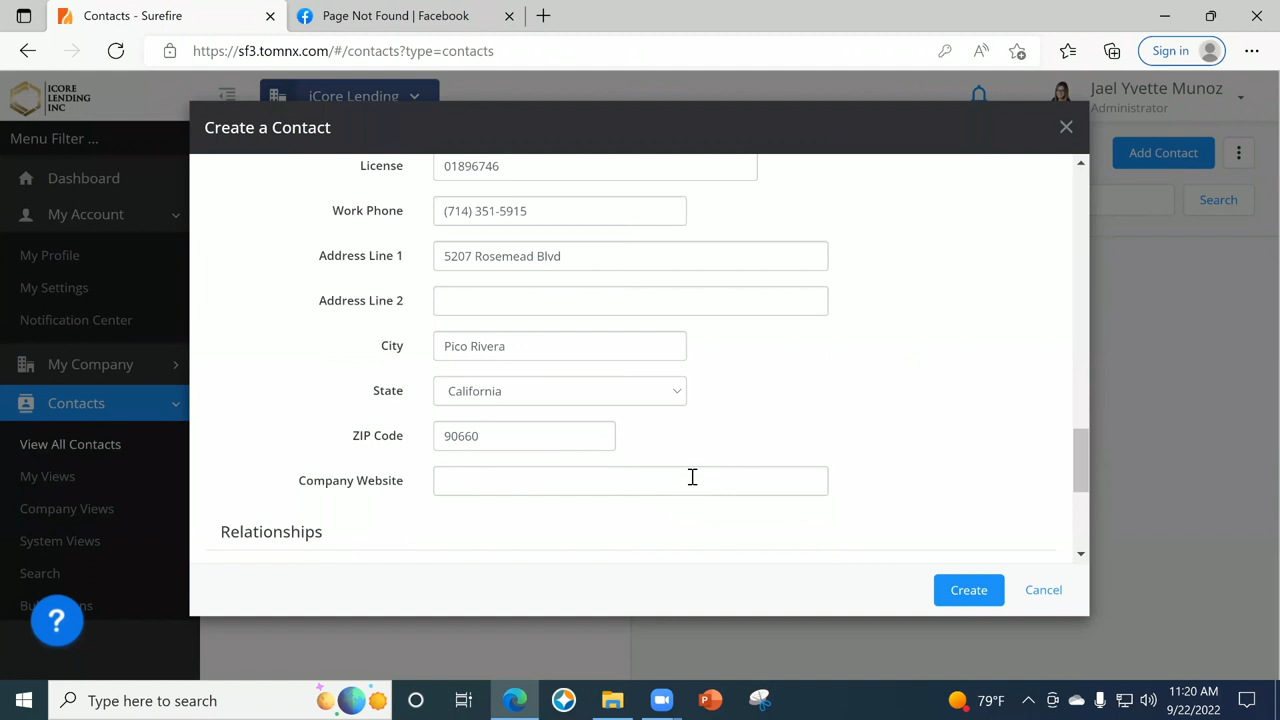 Contacts - Surefire
Page Not Found | Facebook
https://sf3.tomnx.com/#/contacts?type=contacts
Sign in
ICORE
LENDING
INC
iCore Lending
Jael Yvette Munoz
Administrator
Menu Filter ...
Dashboard
My Account
My Profile
My Settings
Notification Center
My Company
Contacts
View All Contacts
My Views
Company Views
System Views
Search
?
Add Contact
Search
Create a Contact
License 01896746
Work Phone (714) 351-5915
Address Line 1 5207 Rosemead Blvd
Address Line 2
City Pico Rivera
State California
ZIP Code 90660
Company Website
Relationships
Create Cancel
Type here to search
79°F
11:20 AM
9/22/2022